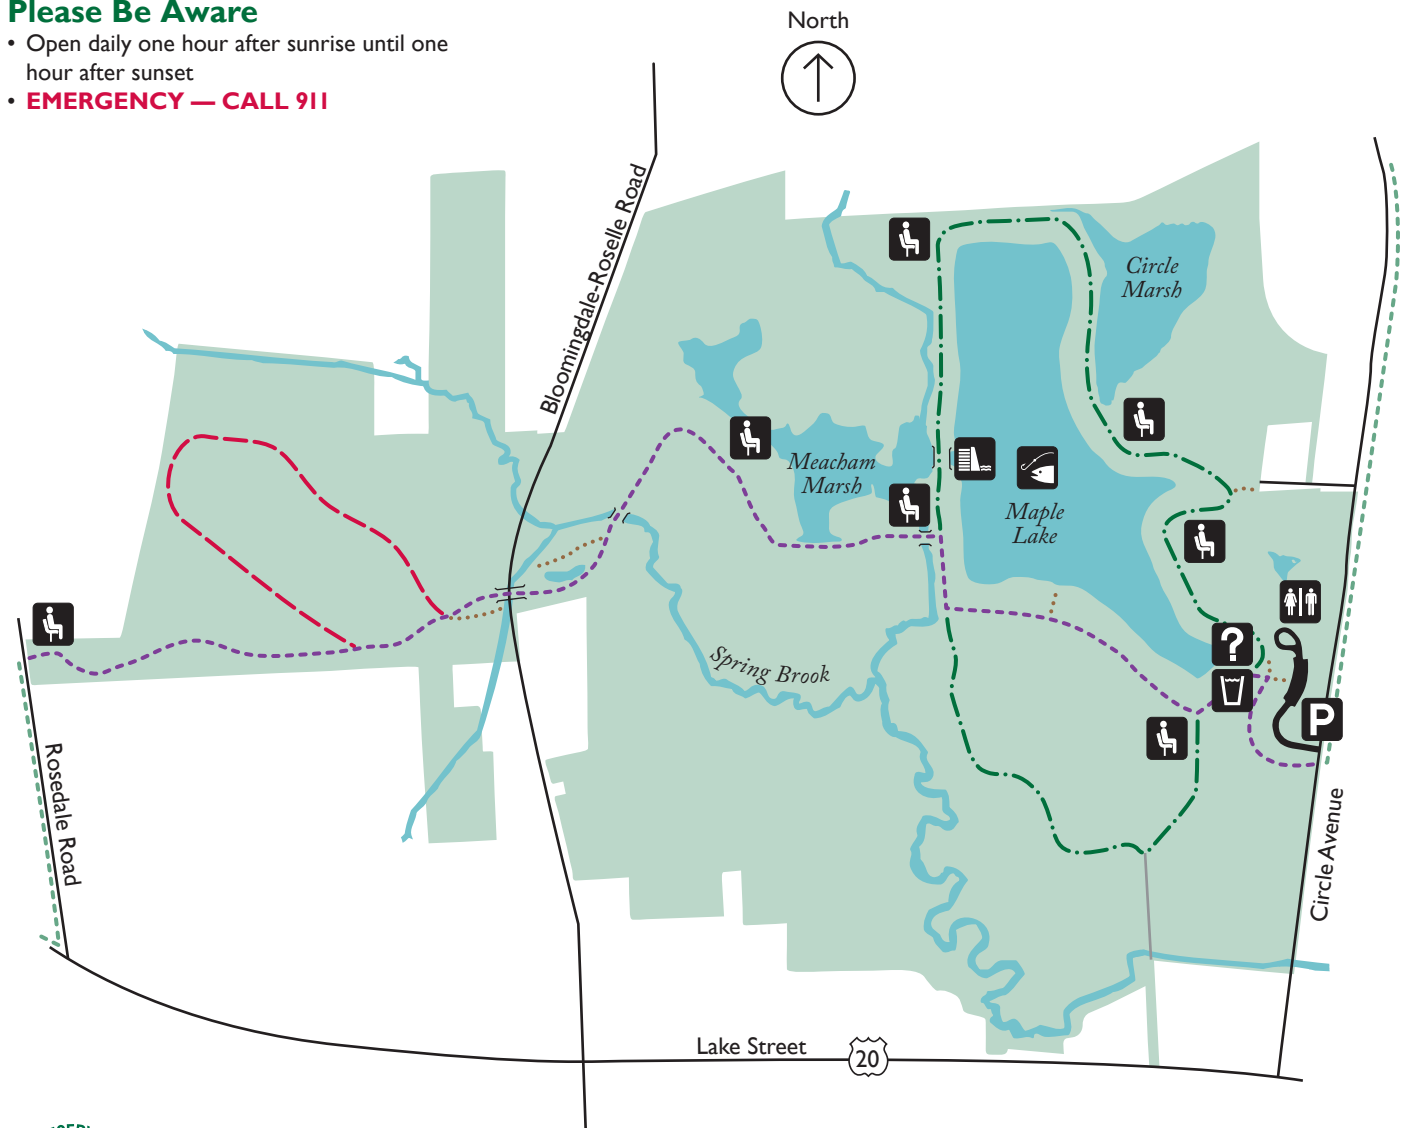 Please Be Aware
• Open daily one hour after sunrise until one
hour after sunset
• EMERGENCY — CALL 911
North
Bloomingdale-Roselle Road
Circle
Marsh
Meacham
Marsh
Maple
Lake
Spring Brook
?
P
Rosedale Road
Circle Avenue
Lake Street
20